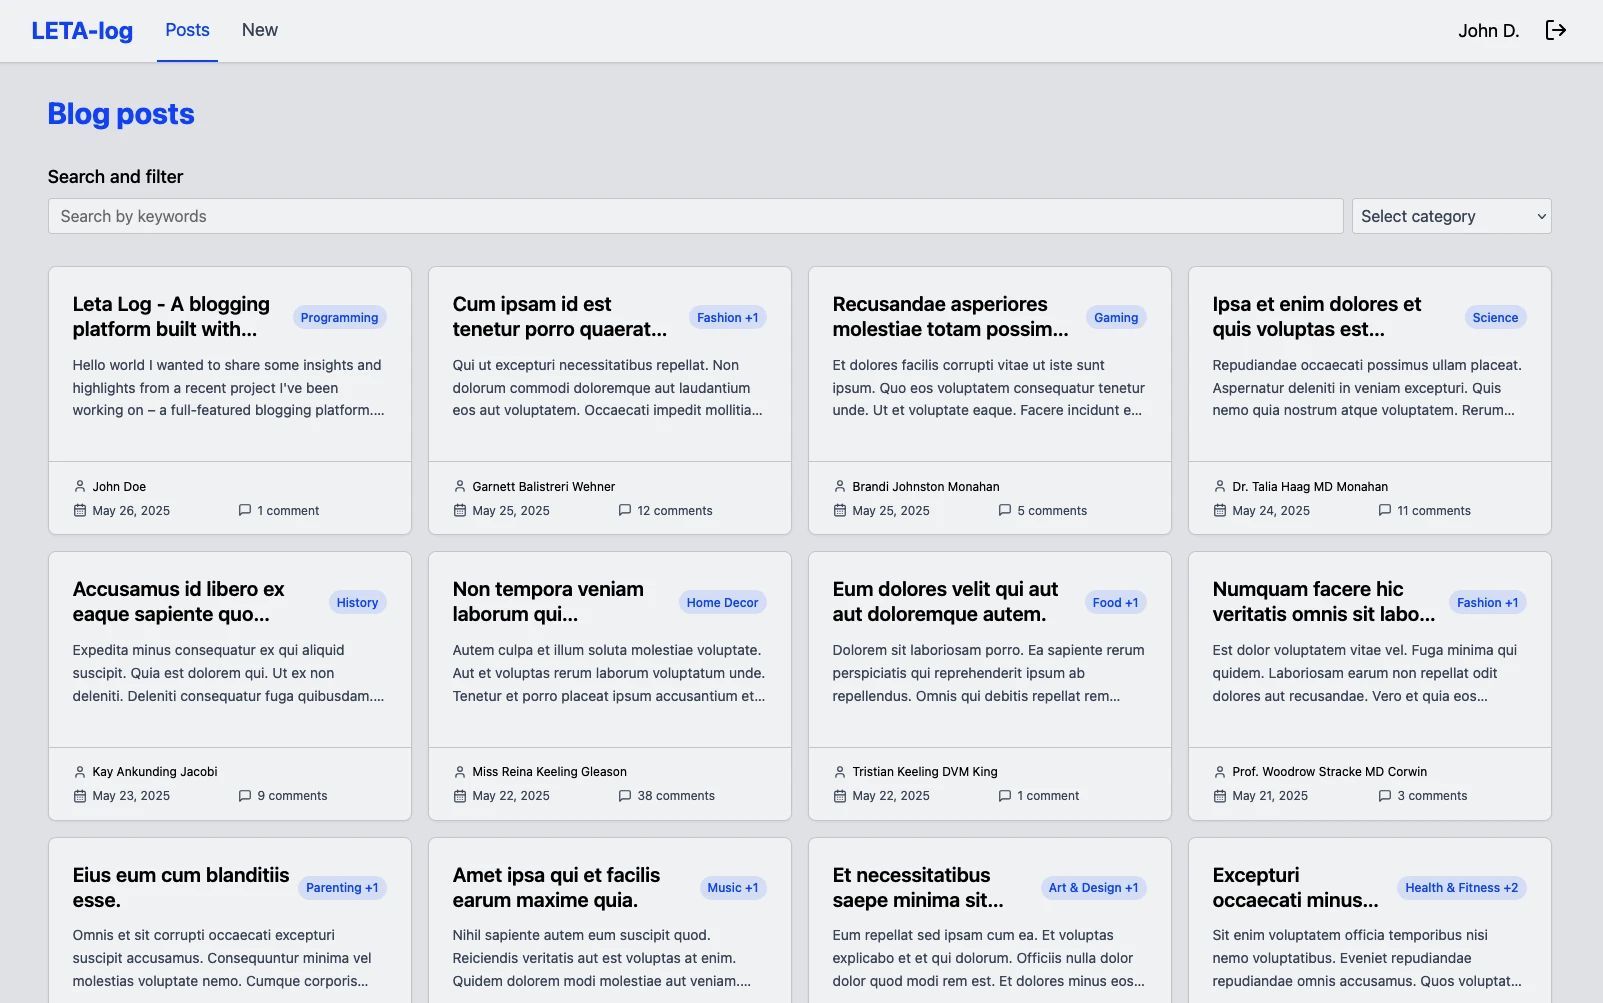 LETA-log
Posts
New
John D.
Blog posts
Search and filter
Search by keywords
Select category
Leta Log - A blogging
platform built with...
Programming
Hello world I wanted to share some insights and
highlights from a recent project I've been
working on – a full-featured blogging platform....
John Doe
May 26, 2025
1 comment
Cum ipsam id est
tenetur porro quaerat...
Fashion +1
Qui ut excepturi necessitatibus repellat. Non
dolorum commodi doloremque aut laudantium
eos aut voluptatem. Occaecati impedit mollitia...
Garnett Balistreri Wehner
May 25, 2025
12 comments
Recusandae asperiores
molestiae totam possim...
Gaming
Et dolores facilis corrupti vitae ut iste sunt
ipsum. Quo eos voluptatem consequatur tenetur
unde. Ut et voluptate eaque. Facere incidunt e...
Brandi Johnston Monahan
May 25, 2025
5 comments
Ipsa et enim dolores et
quis voluptas est...
Science
Repudiandae occaecati possimus ullam placeat.
Aspernatur deleniti in veniam excepturi. Quis
nemo quia nostrum atque voluptatem. Rerum...
Dr. Talia Haag MD Monahan
May 24, 2025
11 comments
Accusamus id libero ex
eaque sapiente quo...
History
Expedita minus consequatur ex qui aliquid
suscipit. Quia est dolorem qui. Ut ex non
deleniti. Deleniti consequatur fuga quibusdam....
Kay Ankunding Jacobi
May 23, 2025
9 comments
Non tempora veniam
laborum qui...
Home Decor
Autem culpa et illum soluta molestiae voluptate.
Aut et voluptas rerum laborum voluptatum unde.
Tenetur et porro placeat ipsum accusantium et...
Miss Reina Keeling Gleason
May 22, 2025
38 comments
Eum dolores velit qui aut
aut doloremque autem.
Food +1
Dolorem sit laboriosam porro. Ea sapiente rerum
perspiciatis qui reprehenderit ipsum ab
repellendus. Omnis qui debitis repellat rem...
Tristian Keeling DVM King
May 22, 2025
1 comment
Numquam facere hic
veritatis omnis sit labo...
Fashion +1
Est dolor voluptatem vitae vel. Fuga minima qui
quidem. Laboriosam earum non repellat odit
dolores aut recusandae. Vero et quia eos...
Prof. Woodrow Stracke MD Corwin
May 21, 2025
3 comments
Eius eum cum blanditiis
esse.
Parenting +1
Omnis et sit corrupti occaecati excepturi
suscipit accusamus. Consequuntur minima vel
molestias voluptate nemo. Cumque corporis...
Amet ipsa qui et facilis
earum maxime quia.
Music +1
Nihil sapiente autem eum suscipit quod.
Reiciendis veritatis aut est voluptas at enim.
Quidem dolorem modi molestiae aut veniam....
Et necessitatibus
saepe minima sit...
Art & Design +1
Eum repellat sed ipsam cum ea. Et voluptas
explicabo et et qui dolorum. Officiis nulla dolor
dolor quod modi rem est. Et dolores minus eos...
Excepturi
occaecati minus...
Health & Fitness +2
Sit enim voluptatem officia temporibus nisi
nemo voluptatibus. Eveniet repudiandae
repudiandae omnis accusamus. Quos voluptat...